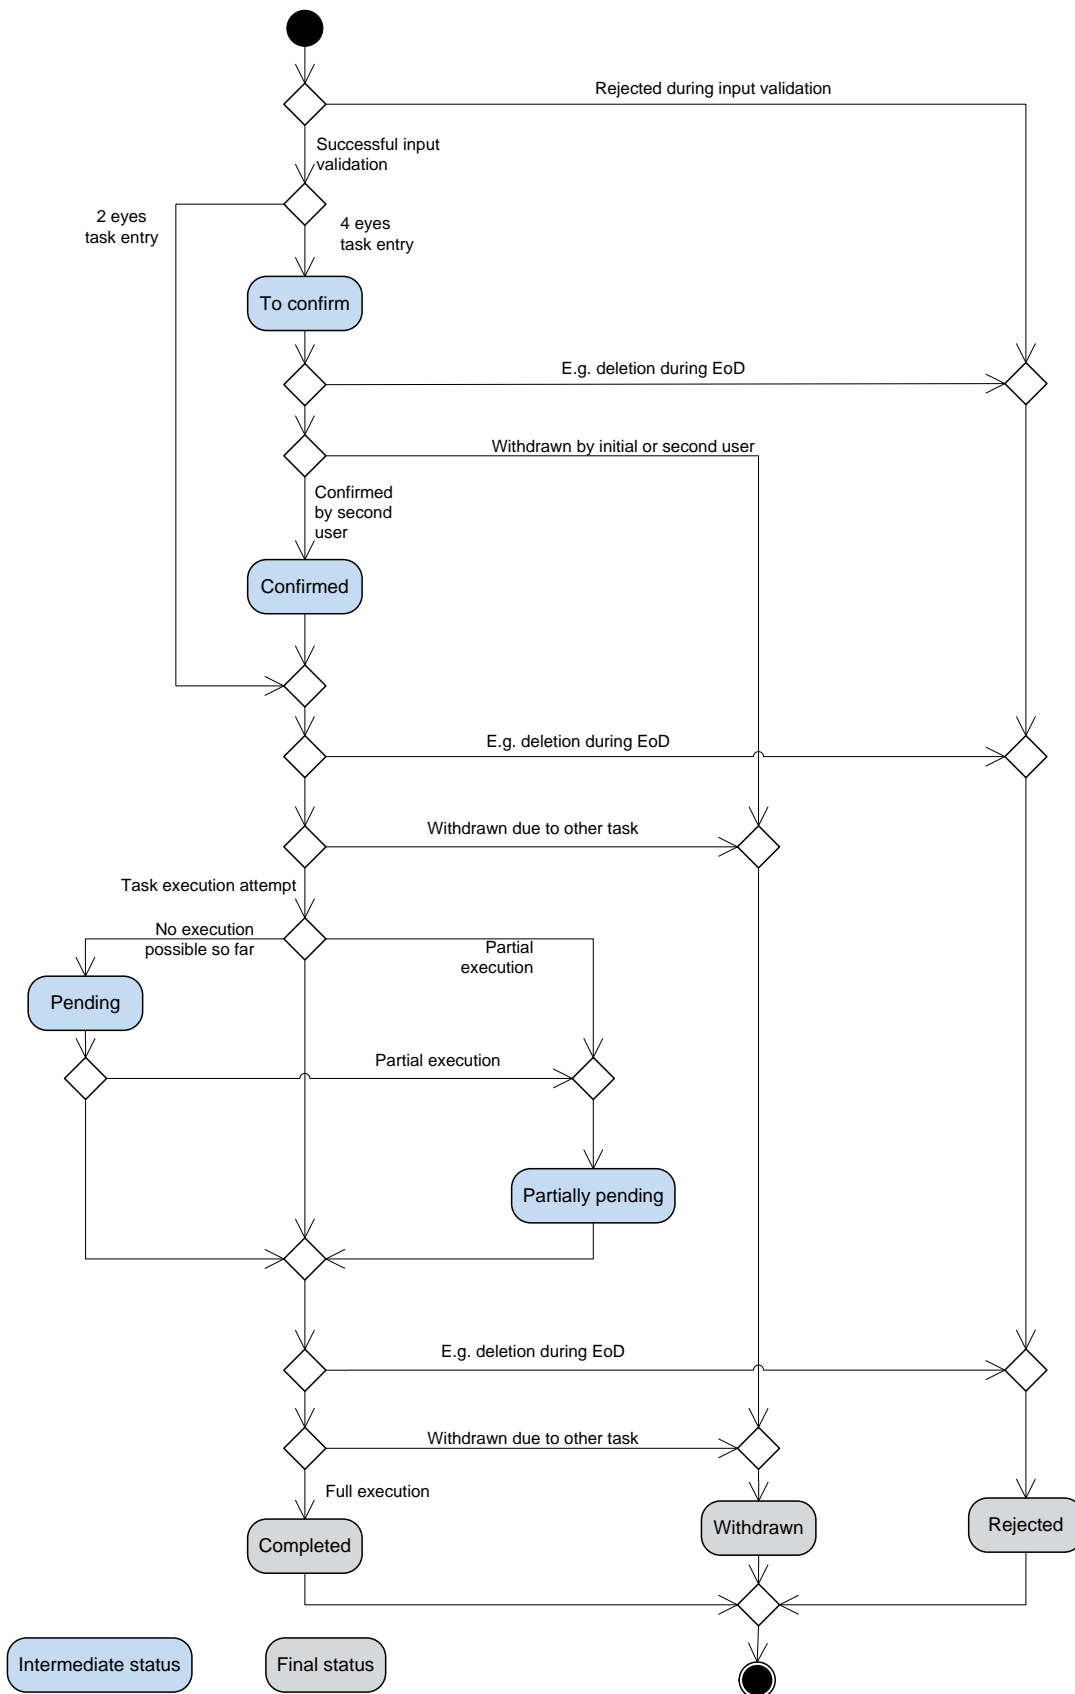 Rejected during input validation
Successful input
validation
2 eyes
task entry
4 eyes
task entry
To confirm
E.g. deletion during EoD
Withdrawn by initial or second user
Confirmed
by second
user
Confirmed
E.g. deletion during EoD
Withdrawn due to other task
Task execution attempt
No execution
possible so far
Partial
execution
Pending
Partial execution
Partially pending
E.g. deletion during EoD
Withdrawn due to other task
Full execution
Completed
Withdrawn
Rejected
Intermediate status
Final status